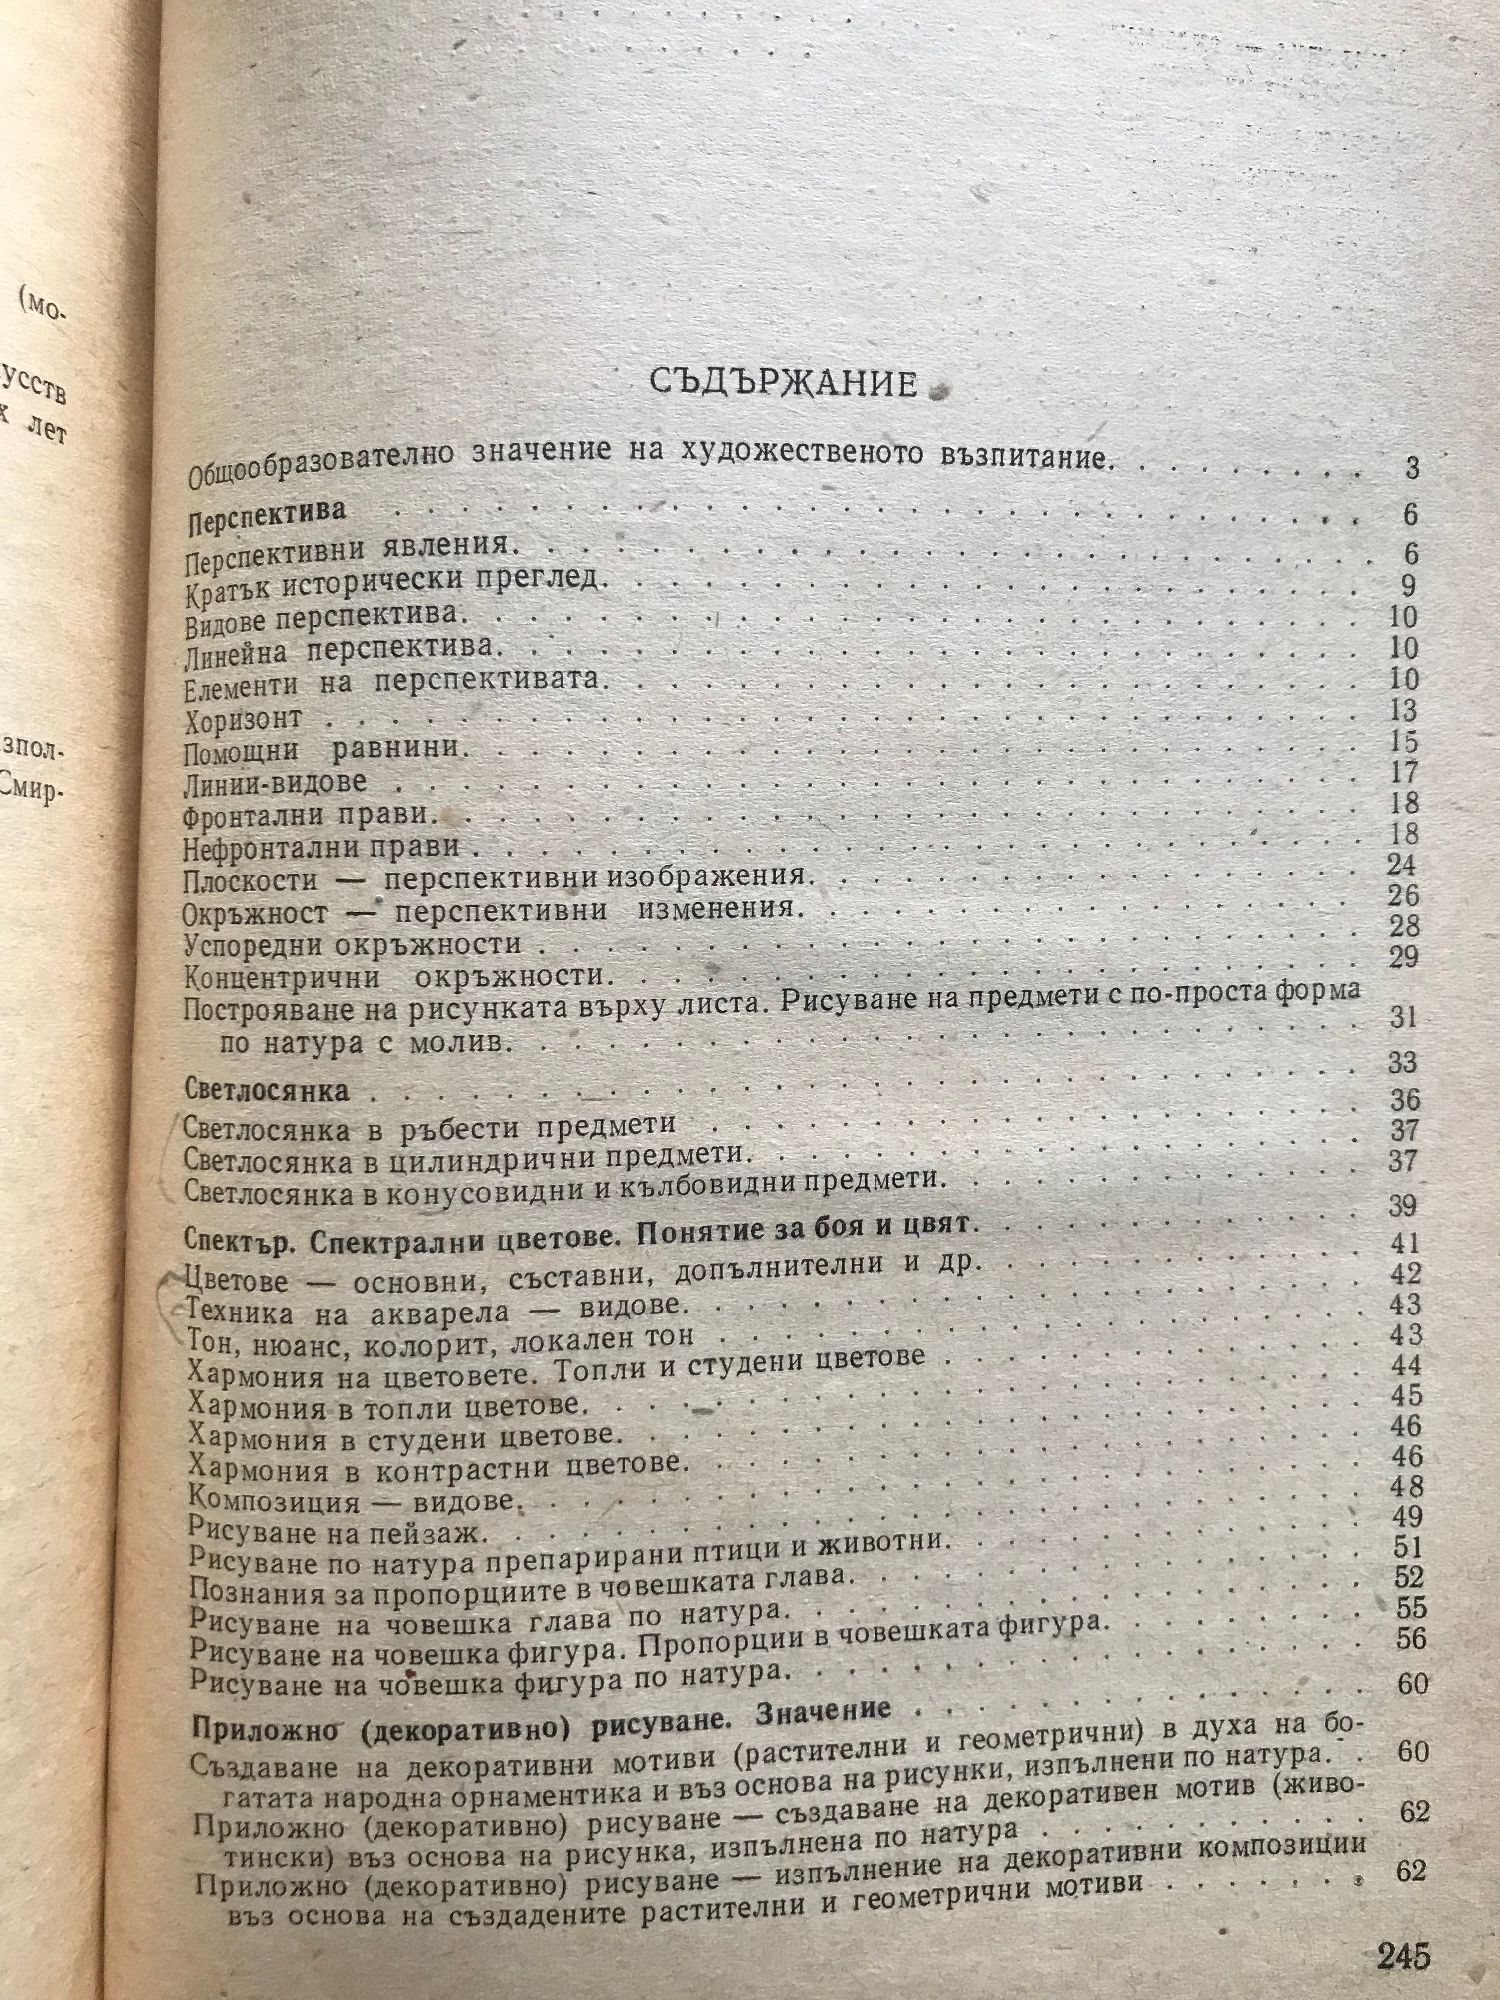 (мо-
усств
х лет
зпол-
Смир-
СЪДЪРЖАНИЕ
Общообразователно значение на художественото възпитание. 3
Перспектива 6
Перспективни явления. 6
Кратък исторически преглед. 9
Видове перспектива. 10
Линейна перспектива. 10
Елементи на перспективата. 10
Хоризонт 13
Помощни равнини. 15
Линии-видове 17
Фронтални прави. 18
Нефронтални прави 18
Плоскости — перспективни изображения. 24
Окръжност — перспективни изменения. 26
Успоредни окръжности 28
Концентрични окръжности. 29
Построяване на рисунката върху листа. Рисуване на предмети с по-проста форма
по натура с молив. 31
Светлосянка 33
Светлосянка в ръбести предмети 36
Светлосянка в цилиндрични предмети. 37
Светлосянка в конусовидни и кълбовидни предмети. 37
Спектър. Спектрални цветове. Понятие за боя и цвят. 39
Цветове — основни, съставни, допълнителни и др. 41
Техника на акварела — видове. 42
Тон, нюанс, колорит, локален тон 43
Хармония на цветовете. Топли и студени цветове 43
Хармония в топли цветове. 44
Хармония в студени цветове. 45
Хармония в контрастни цветове. 46
Композиция — видове. 46
Рисуване на пейзаж. 48
Рисуване по натура препарирани птици и животни. 49
Познания за пропорциите в човешката глава. 51
Рисуване на човешка глава по натура. 52
Рисуване на човешка фигура. Пропорции в човешката фигура. 55
Рисуване на човешка фигура по натура. 56
Приложно (декоративно) рисуване. Значение 60
Създаване на декоративни мотиви (растителни и геометрични) в духа на бо-
гатата народна орнаментика и въз основа на рисунки, изпълнени по натура. 60
Приложно (декоративно) рисуване — създаване на декоративен мотив (живо-
тински) въз основа на рисунка, изпълнена по натура 62
Приложно (декоративно) рисуване — изпълнение на декоративни композиции
въз основа на създадените растителни и геометрични мотиви 62
245